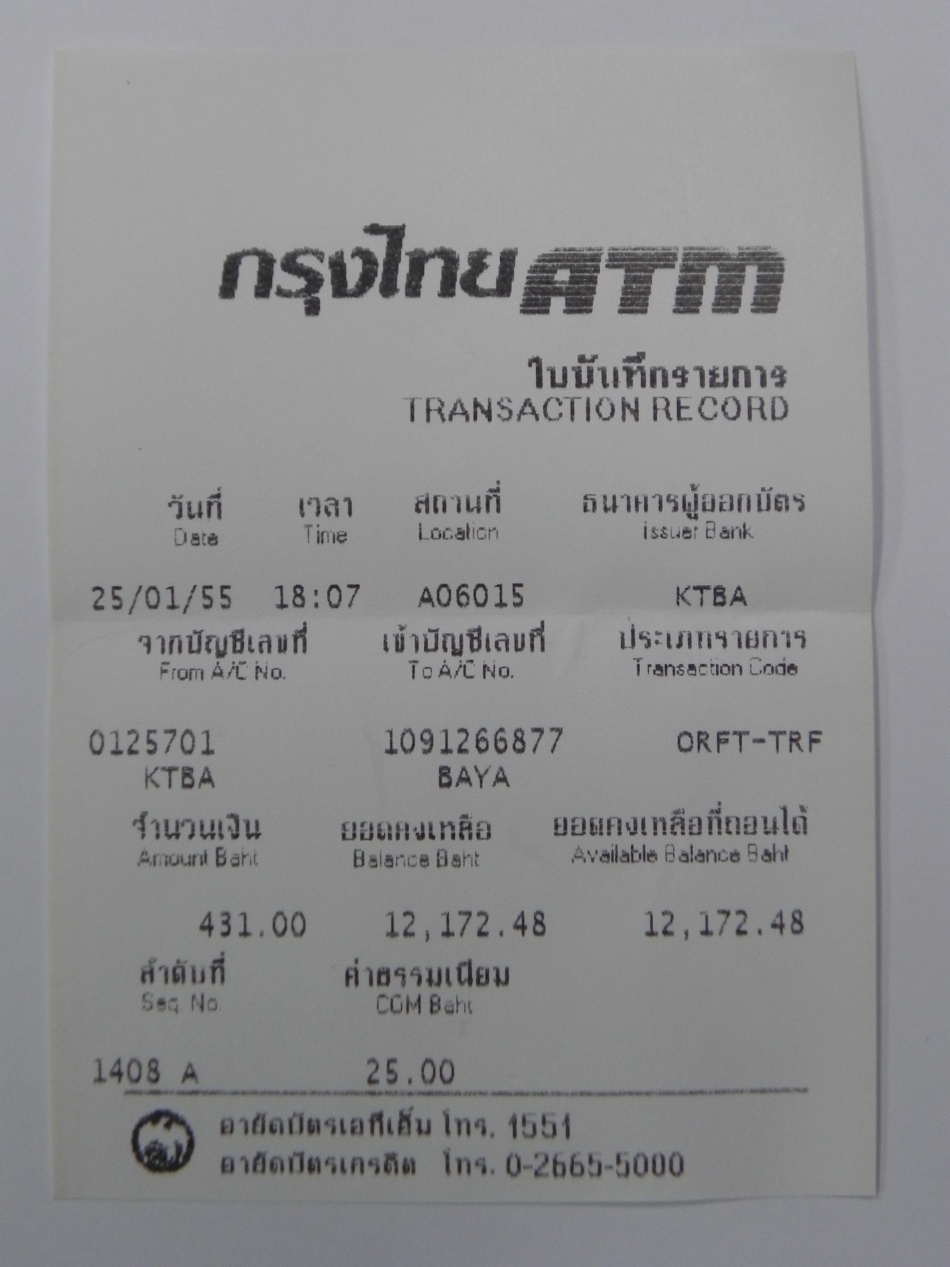 กรุงไทย ATM
ใบบันทึกรายการ
TRANSACTION RECORD
วันที่ เวลา สถานที่ ธนาคารผู้ออกบัตร
Date Time Location Issuer Bank
25/01/55 18:07 A06015 KTBA
จากบัญชีเลขที่ เข้าบัญชีเลขที่ ประเภทรายการ
From A/C No. To A/C No. Transaction Code
0125701 1091266877 ORFT-TRF
KTBA BAYA
จำนวนเงิน ยอดคงเหลือ ยอดคงเหลือที่ถอนได้
Amount Baht Balance Baht Available Balance Baht
431.00 12,172.48 12,172.48
ลำดับที่ ค่าธรรมเนียม
Seq No COM Baht
1408 A 25.00
อายัดบัตรเอทีเอ็ม โทร. 1551
อายัดบัตรเครดิต โทร. 0-2665-5000